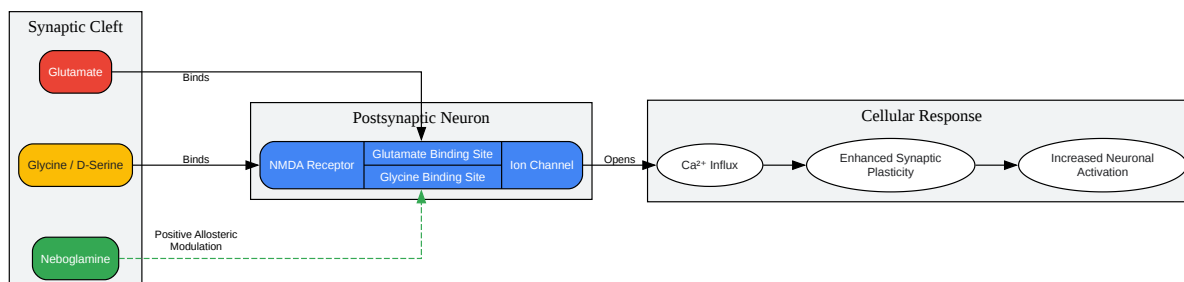 Synaptic Cleft
Glutamate
Binds
Glycine / D-Serine
Binds
Neboglamine
Positive Allosteric
Modulation
Postsynaptic Neuron
NMDA Receptor
Glutamate Binding Site
Glycine Binding Site
Ion Channel
Opens
Cellular Response
Ca²⁺ Influx
Enhanced Synaptic
Plasticity
Increased Neuronal
Activation